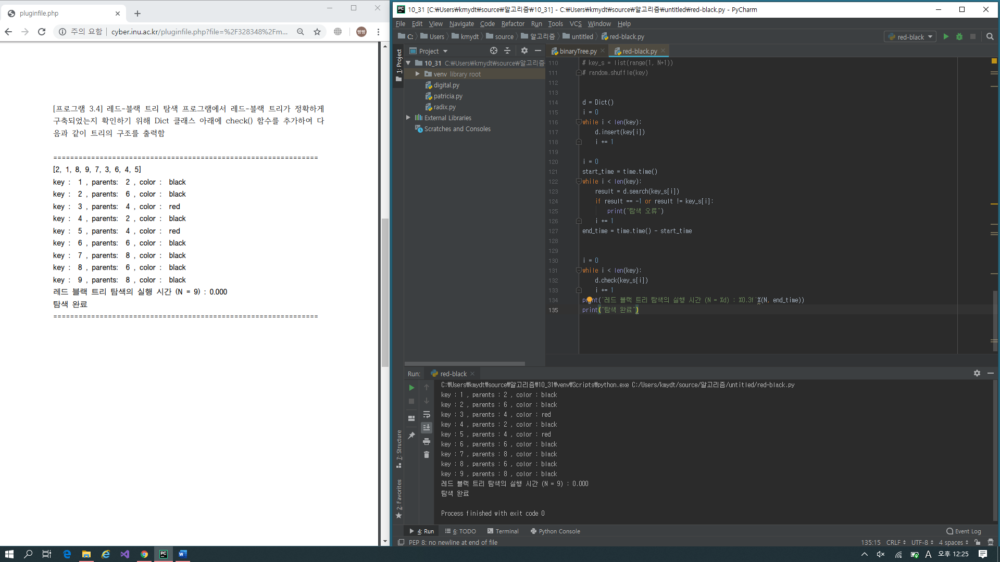 pluginfile.php
주의 요함 | cyber.inu.ac.kr/pluginfile.php?file=%2F328348%2Fm...
빵빵
[프로그램 3.4] 레드-블랙 트리 탐색 프로그램에서 레드-블랙 트리가 정확하게
구축되었는지 확인하기 위해 Dict 클래스 아래에 check() 함수를 추가하여 다
음과 같이 트리의 구조를 출력함
===============================================================
[2, 1, 8, 9, 7, 3, 6, 4, 5]
key :  1 , parents:  2 , color :  black
key :  2 , parents:  6 , color :  black
key :  3 , parents:  4 , color :  red
key :  4 , parents:  2 , color :  black
key :  5 , parents:  4 , color :  red
key :  6 , parents:  6 , color :  black
key :  7 , parents:  8 , color :  black
key :  8 , parents:  6 , color :  black
key :  9 , parents:  8 , color :  black
레드 블랙 트리 탐색의 실행 시간 (N = 9) : 0.000
탐색 완료
===============================================================
10_31 [C:₩Users₩kmydt₩source₩알고리즘₩10_31] - C:₩Users₩kmydt₩source₩알고리즘₩untitled₩red-black.py - PyCharm
File Edit View Navigate Code Refactor Run Tools VCS Window Help
C: Users kmydt source 알고리즘 untitled red-black.py
red-black
1: Project
Project
10_31 C:₩Users₩kmydt₩source₩알고리즘
venv library root
digital.py
patricia.py
radix.py
External Libraries
Scratches and Consoles
binaryTree.py red-black.py
110 # key_s = list(range(1, N+1))
111 # random.shuffle(key)
112
113
114 d = Dict()
115 i = 0
116 while i < len(key):
117     d.insert(key[i])
118     i += 1
119
120 i = 0
121 start_time = time.time()
122 while i < len(key):
123     result = d.search(key_s[i])
124     if result == -1 or result != key_s[i]:
125         print("탐색 오류")
126     i += 1
127 end_time = time.time() - start_time
128
129
130 i = 0
131 while i < len(key):
132     d.check(key_s[i])
133     i += 1
134 print('레드 블랙 트리 탐색의 실행 시간 (N = %d) : %0.3f'%(N, end_time))
135 print("탐색 완료")
Run: red-black
C:₩Users₩kmydt₩source₩알고리즘₩10_31₩venv₩Scripts₩python.exe C:/Users/kmydt/source/알고리즘/untitled/red-black.py
key : 1 , parents : 2 , color : black
key : 2 , parents : 6 , color : black
key : 3 , parents : 4 , color : red
key : 4 , parents : 2 , color : black
key : 5 , parents : 4 , color : red
key : 6 , parents : 6 , color : black
key : 7 , parents : 8 , color : black
key : 8 , parents : 6 , color : black
key : 9 , parents : 8 , color : black
레드 블랙 트리 탐색의 실행 시간 (N = 9) : 0.000
탐색 완료
Process finished with exit code 0
7: Structure
2: Favorites
4: Run 6: TODO Terminal Python Console Event Log
PEP 8: no newline at end of file 135:15 CRLF UTF-8 4 spaces
A 오후 12:25